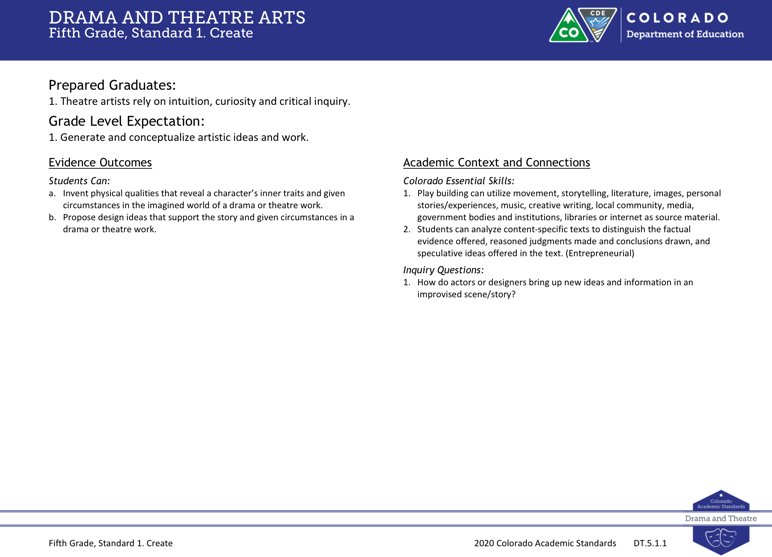 DRAMA AND THEATRE ARTS
Fifth Grade, Standard 1. Create
CO
CDE
COLORADO
Department of Education
Prepared Graduates:
1. Theatre artists rely on intuition, curiosity and critical inquiry.
Grade Level Expectation:
1. Generate and conceptualize artistic ideas and work.
Evidence Outcomes
Students Can:
a. Invent physical qualities that reveal a character's inner traits and given
circumstances in the imagined world of a drama or theatre work.
b. Propose design ideas that support the story and given circumstances in a
drama or theatre work.
Academic Context and Connections
Colorado Essential Skills:
1. Play building can utilize movement, storytelling, literature, images, personal
stories/experiences, music, creative writing, local community, media,
government bodies and institutions, libraries or internet as source material.
2. Students can analyze content-specific texts to distinguish the factual
evidence offered, reasoned judgments made and conclusions drawn, and
speculative ideas offered in the text. (Entrepreneurial)
Inquiry Questions:
1. How do actors or designers bring up new ideas and information in an
improvised scene/story?
Colorado
Academic Standards
Drama and Theatre
Fifth Grade, Standard 1. Create
2020 Colorado Academic Standards
DT.5.1.1